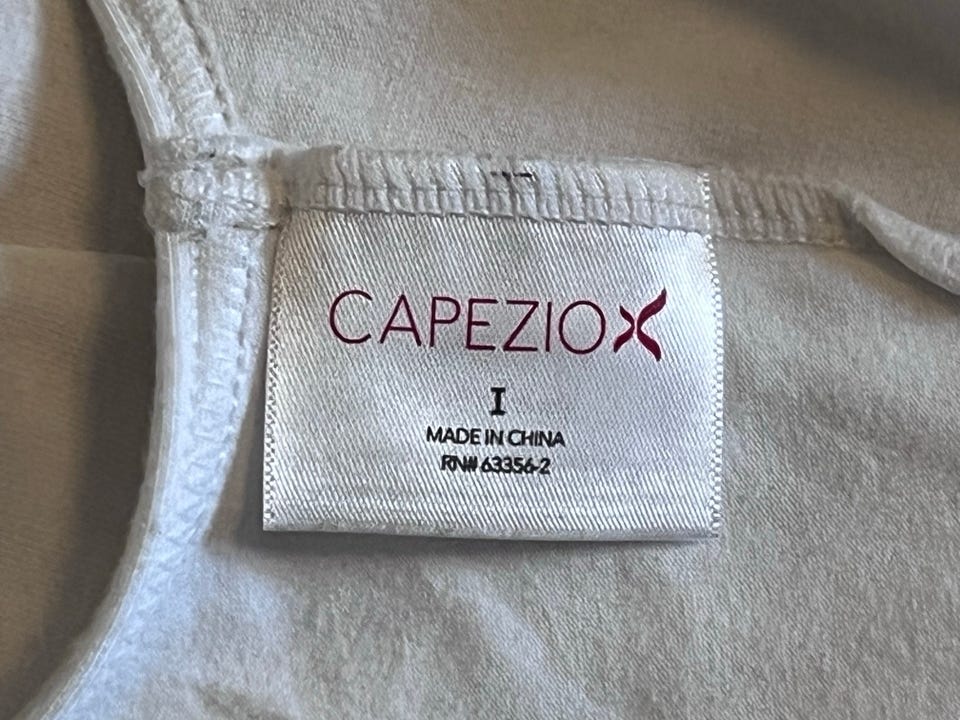 CAPEZIO
I
MADE IN CHINA
RN# 63356-2